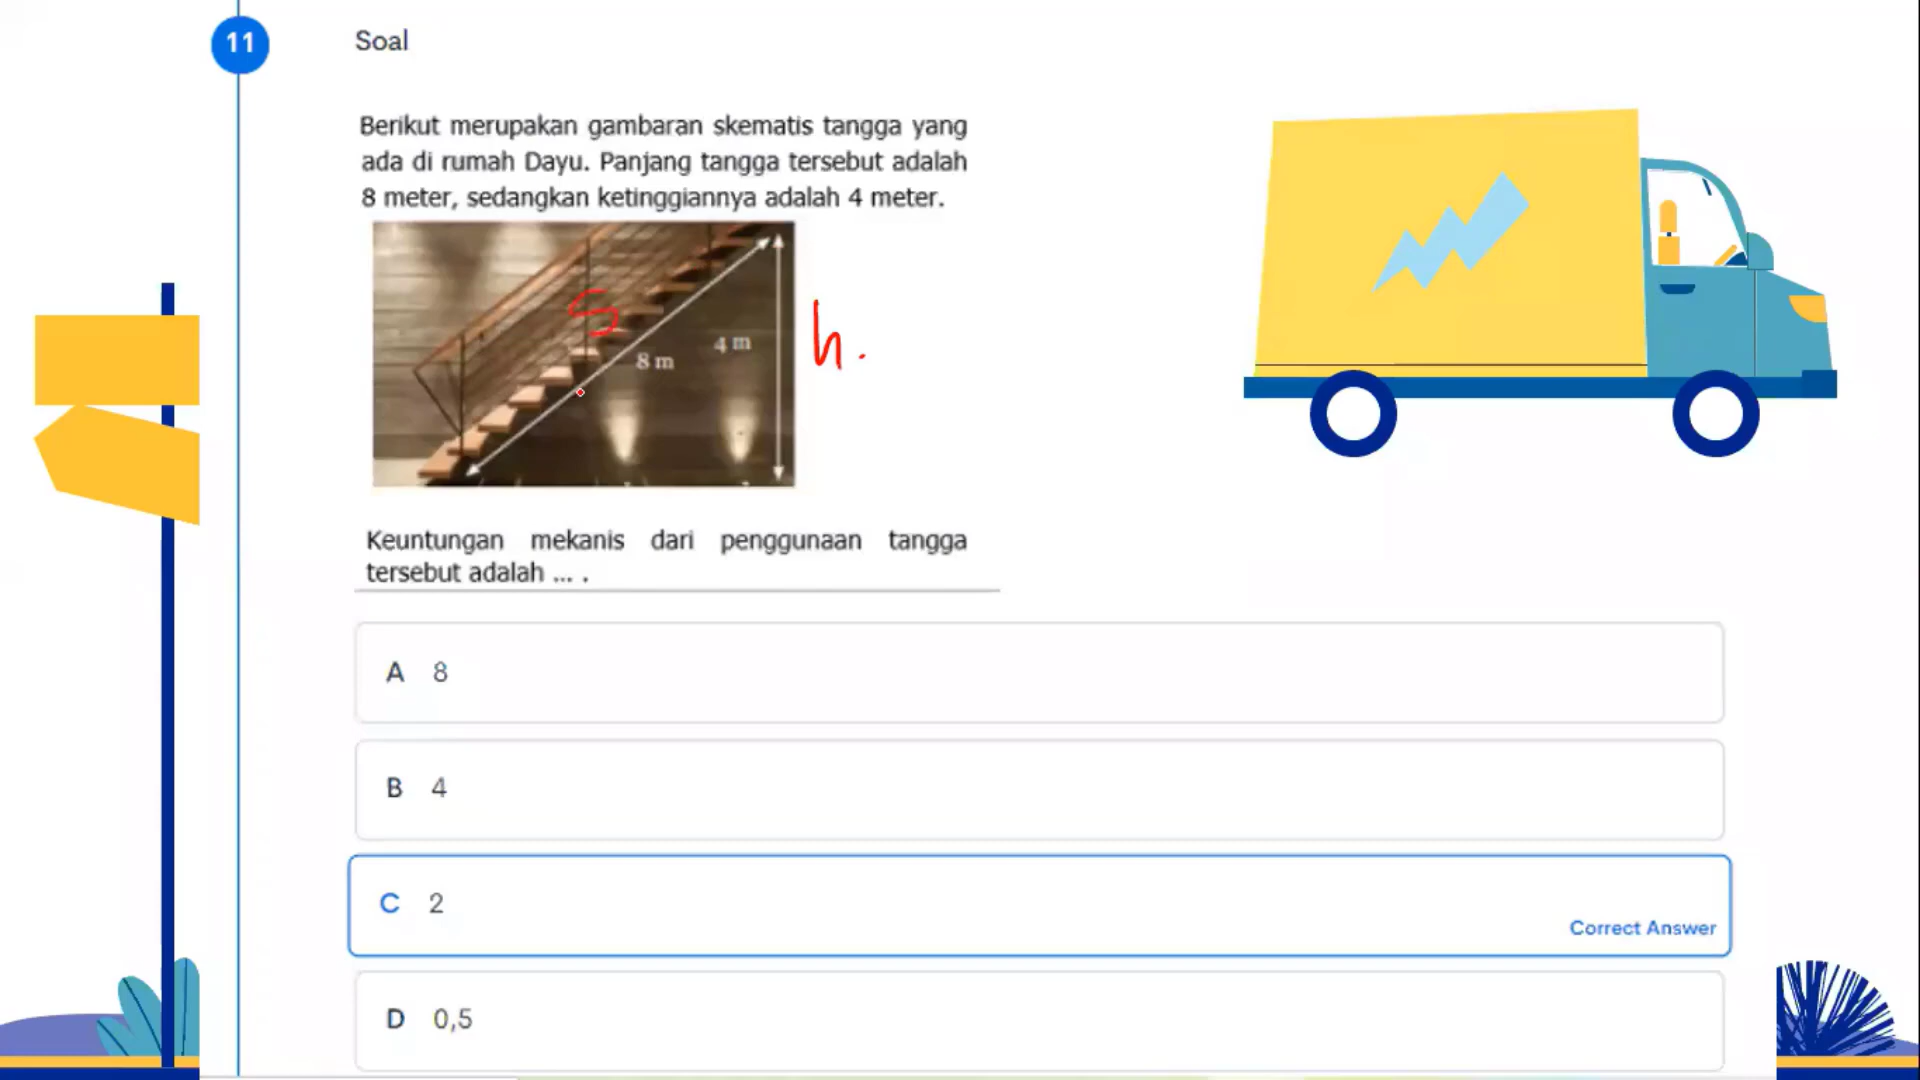 11
Soal
Berikut merupakan gambaran skematis tangga yang
ada di rumah Dayu. Panjang tangga tersebut adalah
8 meter, sedangkan ketinggiannya adalah 4 meter.
S
8 m
4 m
h.
Keuntungan mekanis dari penggunaan tangga
tersebut adalah ... .
A 8
B 4
C 2
Correct Answer
D 0,5